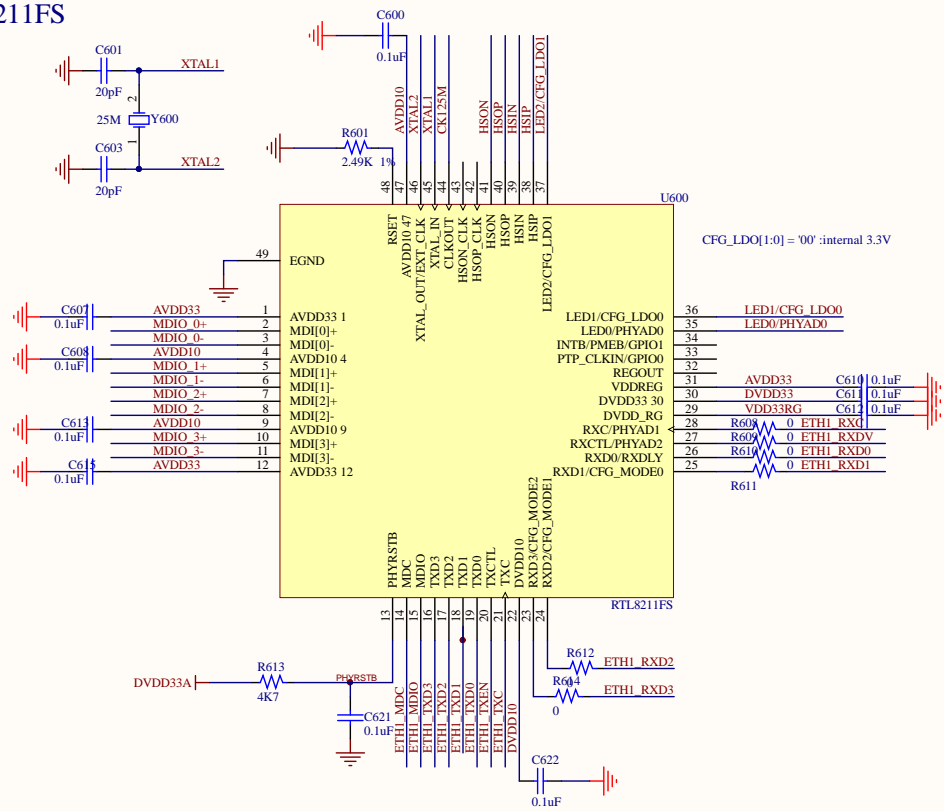 211FS
C600
0.1uF
C601
20pF
XTAL1
25M
2
1
Y600
C603
20pF
XTAL2
R601
2.49K 1%
AVDD10
XTAL2
XTAL1
CK125M
HSON
HSOP
HSIN
HSIP
LED2/CFG_LDO1
48
47
46
45
44
43
42
41
40
39
38
37
U600
RSET
AVDD10 47
XTAL_OUT/EXT_CLK
XTAL_IN
CLKOUT
HSON_CLK
HSOP_CLK
HSON
HSOP
HSIN
HSIP
LED2/CFG_LDO1
CFG_LDO[1:0] = '00' :internal 3.3V
49 EGND
C607 0.1uF AVDD33 1 AVDD33 1
MDIO_0+ 2 MDI[0]+
MDIO_0- 3 MDI[0]-
C608 0.1uF AVDD10 4 AVDD10 4
MDIO_1+ 5 MDI[1]+
MDIO_1- 6 MDI[1]-
MDIO_2+ 7 MDI[2]+
MDIO_2- 8 MDI[2]-
C613 0.1uF AVDD10 9 AVDD10 9
MDIO_3+ 10 MDI[3]+
MDIO_3- 11 MDI[3]-
C615 0.1uF AVDD33 12 AVDD33 12
LED1/CFG_LDO0 36 LED1/CFG_LDO0
LED0/PHYAD0 35 LED0/PHYAD0
INTB/PMEB/GPIO1 34
PTP_CLKIN/GPIO0 33
REGOUT 32
VDDREG 31 AVDD33 C610 0.1uF
DVDD33 30 30 DVDD33 C611 0.1uF
DVDD_RG 29 VDD33RG C612 0.1uF
RXC/PHYAD1 28 R608 0 ETH1_RXC
RXCTL/PHYAD2 27 R609 0 ETH1_RXDV
RXD0/RXDLY 26 R610 0 ETH1_RXD0
RXD1/CFG_MODE0 25 R611 0 ETH1_RXD1
PHYRSTB
MDC
MDIO
TXD3
TXD2
TXD1
TXD0
TXCTL
TXC
DVDD10
RXD3/CFG_MODE2
RXD2/CFG_MODE1
RTL8211FS
13
14
15
16
17
18
19
20
21
22
23
24
R613
4K7
DVDD33A
PHYRSTB
C621
0.1uF
ETH1_MDC
ETH1_MDIO
ETH1_TXD3
ETH1_TXD2
ETH1_TXD1
ETH1_TXD0
ETH1_TXEN
ETH1_TXC
DVDD10
R612
0
ETH1_RXD2
R614
0
ETH1_RXD3
C622
0.1uF